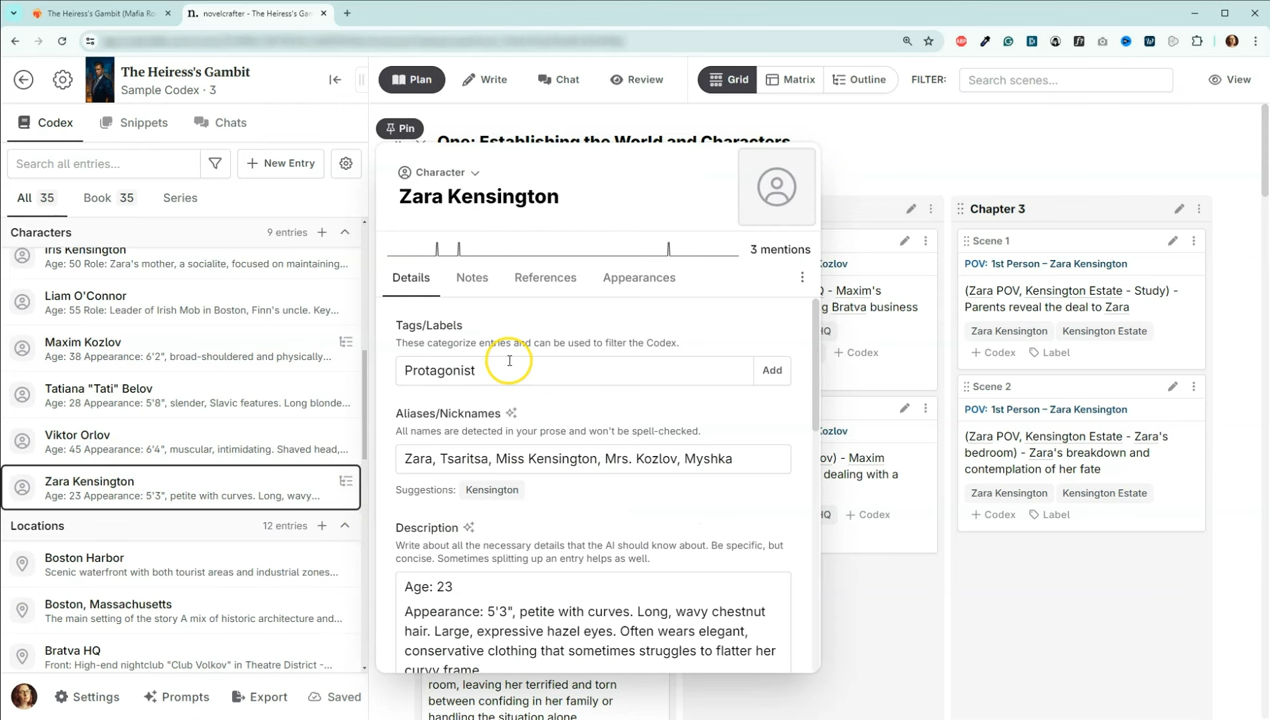 The Heiress's Gambit (Mafia Ro
novelcrafter - The Heiress's Ga
The Heiress's Gambit
Sample Codex · 3
Plan
Write
Chat
Review
Grid
Matrix
Outline
FILTER:
Search scenes...
View
Codex
Snippets
Chats
Search all entries...
New Entry
All 35
Book 35
Series
Characters
9 entries
Iris Kensington
Age: 50 Role: Zara's mother, a socialite, focused on maintaining...
Liam O'Connor
Age: 55 Role: Leader of Irish Mob in Boston, Finn's uncle. Key...
Maxim Kozlov
Age: 38 Appearance: 6'2", broad-shouldered and physically...
Tatiana "Tati" Belov
Age: 28 Appearance: 5'8", slender, Slavic features. Long blonde...
Viktor Orlov
Age: 45 Appearance: 6'4", muscular, intimidating. Shaved head,...
Zara Kensington
Age: 23 Appearance: 5'3", petite with curves. Long, wavy...
Locations
12 entries
Boston Harbor
Scenic waterfront with both tourist areas and industrial zones...
Boston, Massachusetts
The main setting of the story A mix of historic architecture and...
Bratva HQ
Front: High-end nightclub "Club Volkov" in Theatre District -...
Settings
Prompts
Export
Saved
Pin
One: Establishing the World and Characters
Character
Zara Kensington
3 mentions
Details
Notes
References
Appearances
Tags/Labels
These categorize entries and can be used to filter the Codex.
Protagonist
Add
Aliases/Nicknames
All names are detected in your prose and won't be spell-checked.
Zara, Tsaritsa, Miss Kensington, Mrs. Kozlov, Myshka
Suggestions: Kensington
Description
Write about all the necessary details that the AI should know about. Be specific, but
concise. Sometimes splitting up an entry helps as well.
Age: 23
Appearance: 5'3", petite with curves. Long, wavy chestnut
hair. Large, expressive hazel eyes. Often wears elegant,
conservative clothing that sometimes struggles to flatter her
curvy frame
room, leaving her terrified and torn
between confiding in her family or
handling the situation alone
Kozlov
- Maxim's
Bratva business
HQ
+ Codex
Kozlov
ov) - Maxim
dealing with a
HQ
+ Codex
Chapter 3
Scene 1
POV: 1st Person – Zara Kensington
(Zara POV, Kensington Estate - Study) -
Parents reveal the deal to Zara
Zara Kensington
Kensington Estate
+ Codex
Label
Scene 2
POV: 1st Person – Zara Kensington
(Zara POV, Kensington Estate - Zara's
bedroom) - Zara's breakdown and
contemplation of her fate
Zara Kensington
Kensington Estate
+ Codex
Label